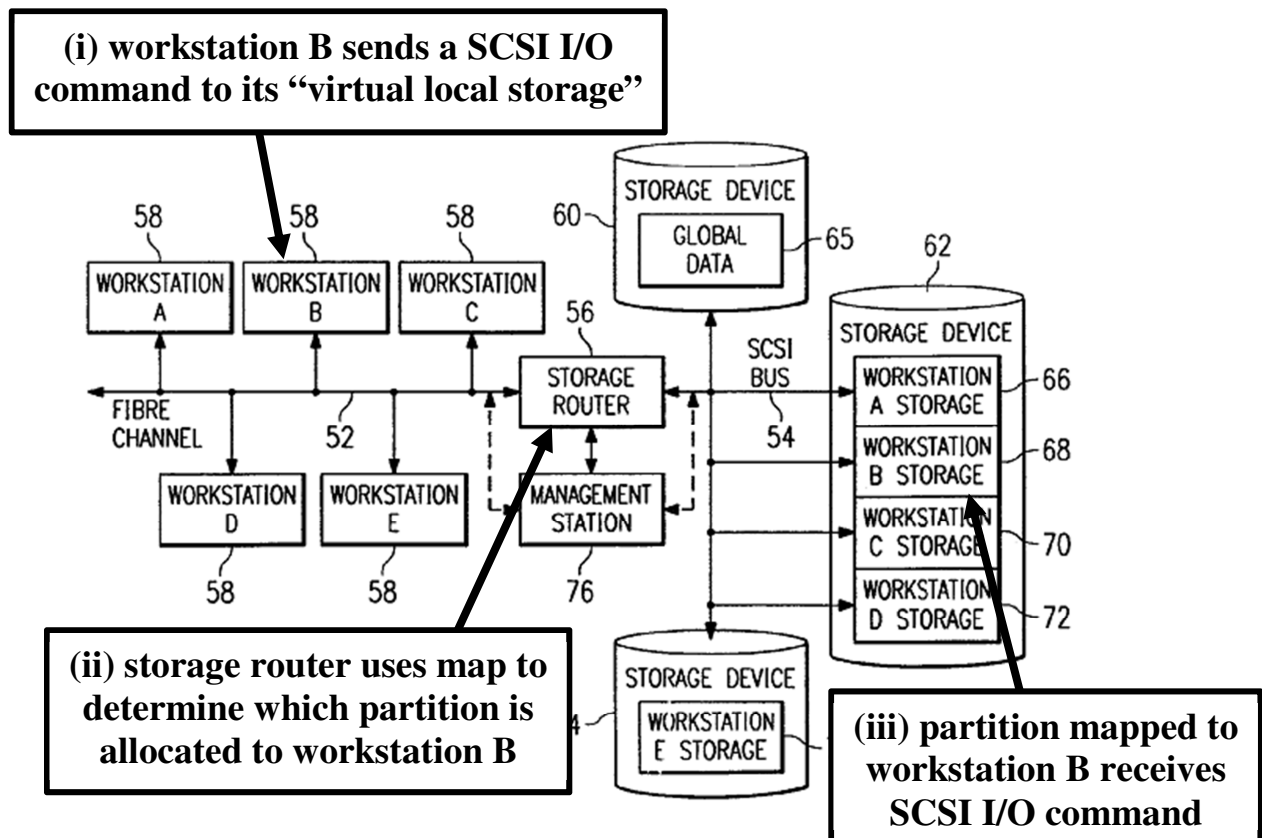 (i) workstation B sends a SCSI I/O
command to its “virtual local storage”
58
58
58
WORKSTATION
A
WORKSTATION
B
WORKSTATION
C
60
STORAGE DEVICE
GLOBAL
DATA
65
62
STORAGE DEVICE
56
STORAGE
ROUTER
SCSI
BUS
54
WORKSTATION
A STORAGE
66
WORKSTATION
B STORAGE
68
WORKSTATION
C STORAGE
70
WORKSTATION
D STORAGE
72
FIBRE
CHANNEL
52
WORKSTATION
D
58
WORKSTATION
E
58
MANAGEMENT
STATION
76
(ii) storage router uses map to
determine which partition is
allocated to workstation B
STORAGE DEVICE
4
WORKSTATION
E STORAGE
(iii) partition mapped to
workstation B receives
SCSI I/O command